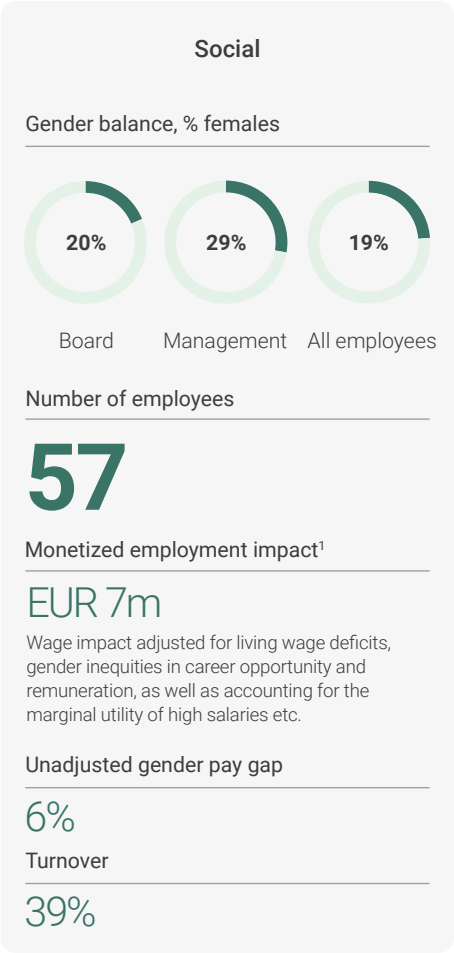 Social
Gender balance, % females
20% 29% 19%
Board Management All employees
Number of employees
57
Monetized employment impact¹
EUR 7m
Wage impact adjusted for living wage deficits,
gender inequities in career opportunity and
remuneration, as well as accounting for the
marginal utility of high salaries etc.
Unadjusted gender pay gap
6%
Turnover
39%